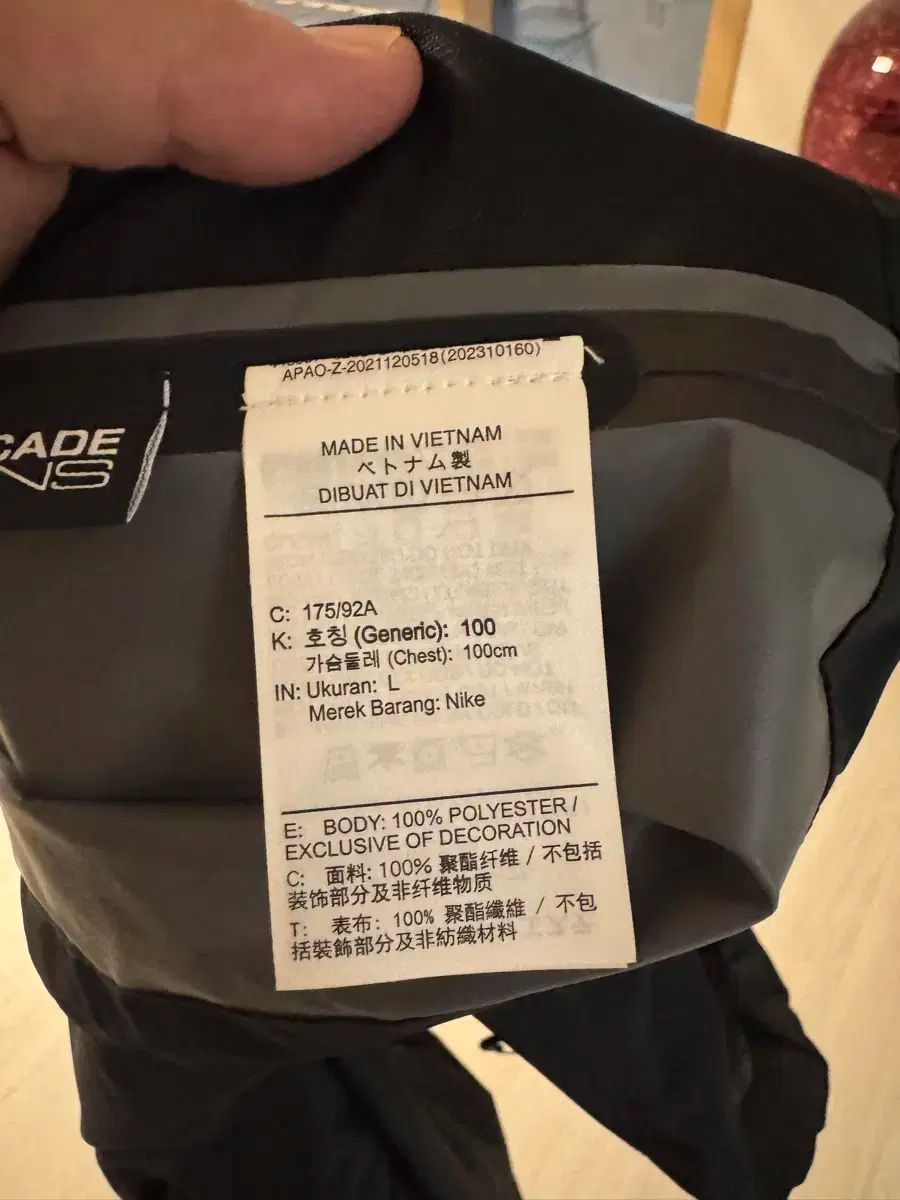 APAO-Z-2021120518(202310160)
CADE
NS
MADE IN VIETNAM
ベトナム製
DIBUAT DI VIETNAM
C: 175/92A
K: 호칭 (Generic): 100
가슴둘레 (Chest): 100cm
IN: Ukuran: L
Merek Barang: Nike
E: BODY: 100% POLYESTER /
EXCLUSIVE OF DECORATION
C: 面料: 100% 聚酯纤维 / 不包括
装饰部分及非纤维物质
T: 表布: 100% 聚酯纖維 / 不包
括裝飾部分及非紡織材料